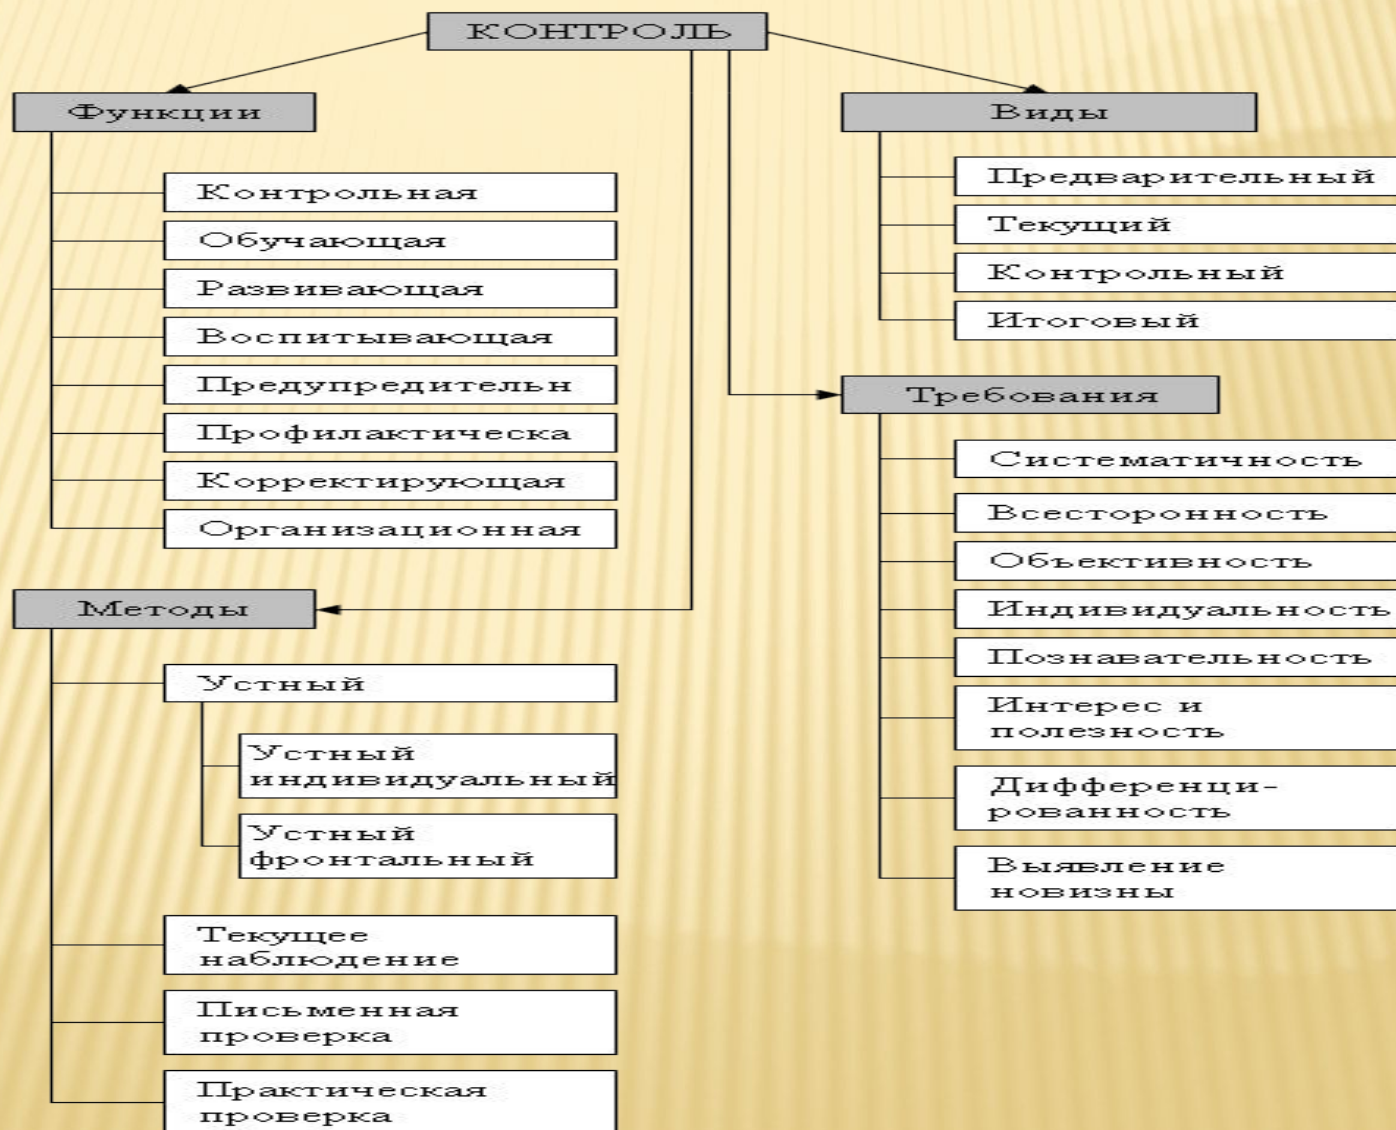 КОНТРОЛЬ
Функции
Контрольная
Обучающая
Развивающая
Воспитывающая
Предупредительн
Профилактическа
Корректирующая
Организационная
Методы
Устный
Устный
индивидуальный
Устный
фронтальный
Текущее
наблюдение
Письменная
проверка
Практическая
проверка
Виды
Предварительный
Текущий
Контрольный
Итоговый
Требования
Систематичность
Всесторонность
Обьективность
Индивидуальность
Познавательность
Интерес и
полезность
Дифференци-
рованность
Выявление
новизны